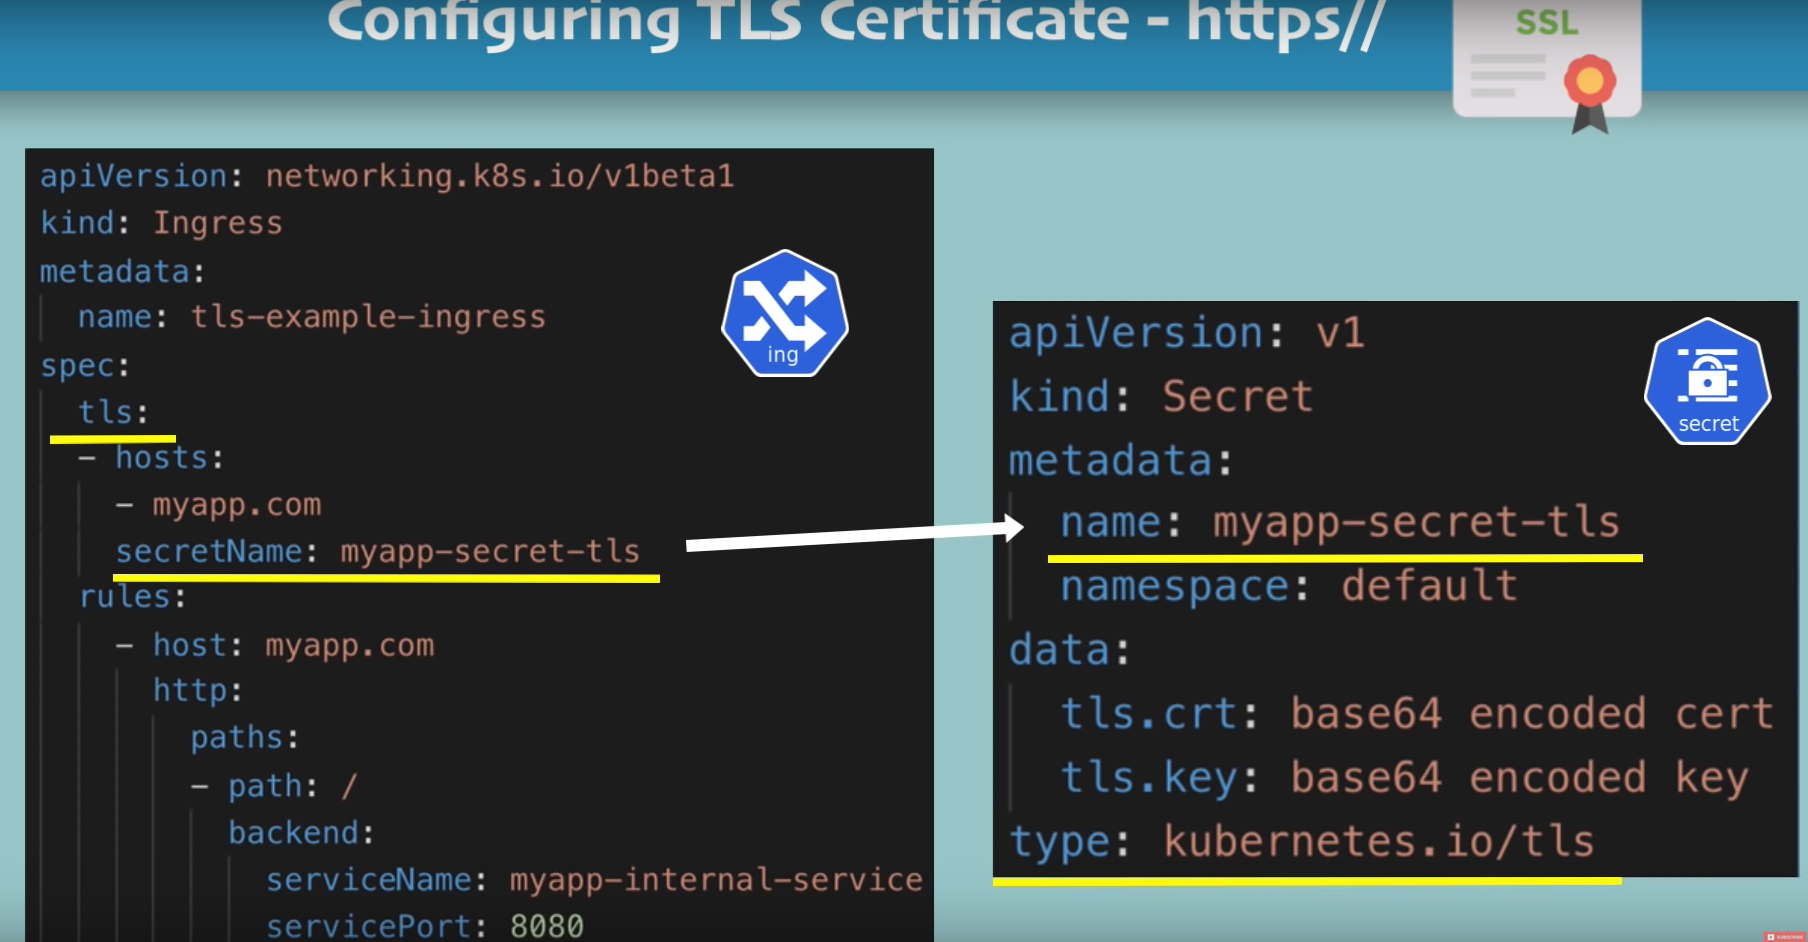 Configuring TLS Certificate - https//
SSL
apiVersion: networking.k8s.io/v1beta1
kind: Ingress
metadata:
  name: tls-example-ingress
spec:
  tls:
  - hosts:
    - myapp.com
    secretName: myapp-secret-tls
  rules:
    - host: myapp.com
      http:
        paths:
        - path: /
          backend:
            serviceName: myapp-internal-service
            servicePort: 8080
ing
apiVersion: v1
kind: Secret
metadata:
  name: myapp-secret-tls
  namespace: default
data:
  tls.crt: base64 encoded cert
  tls.key: base64 encoded key
type: kubernetes.io/tls
secret
SUBSCRIBE